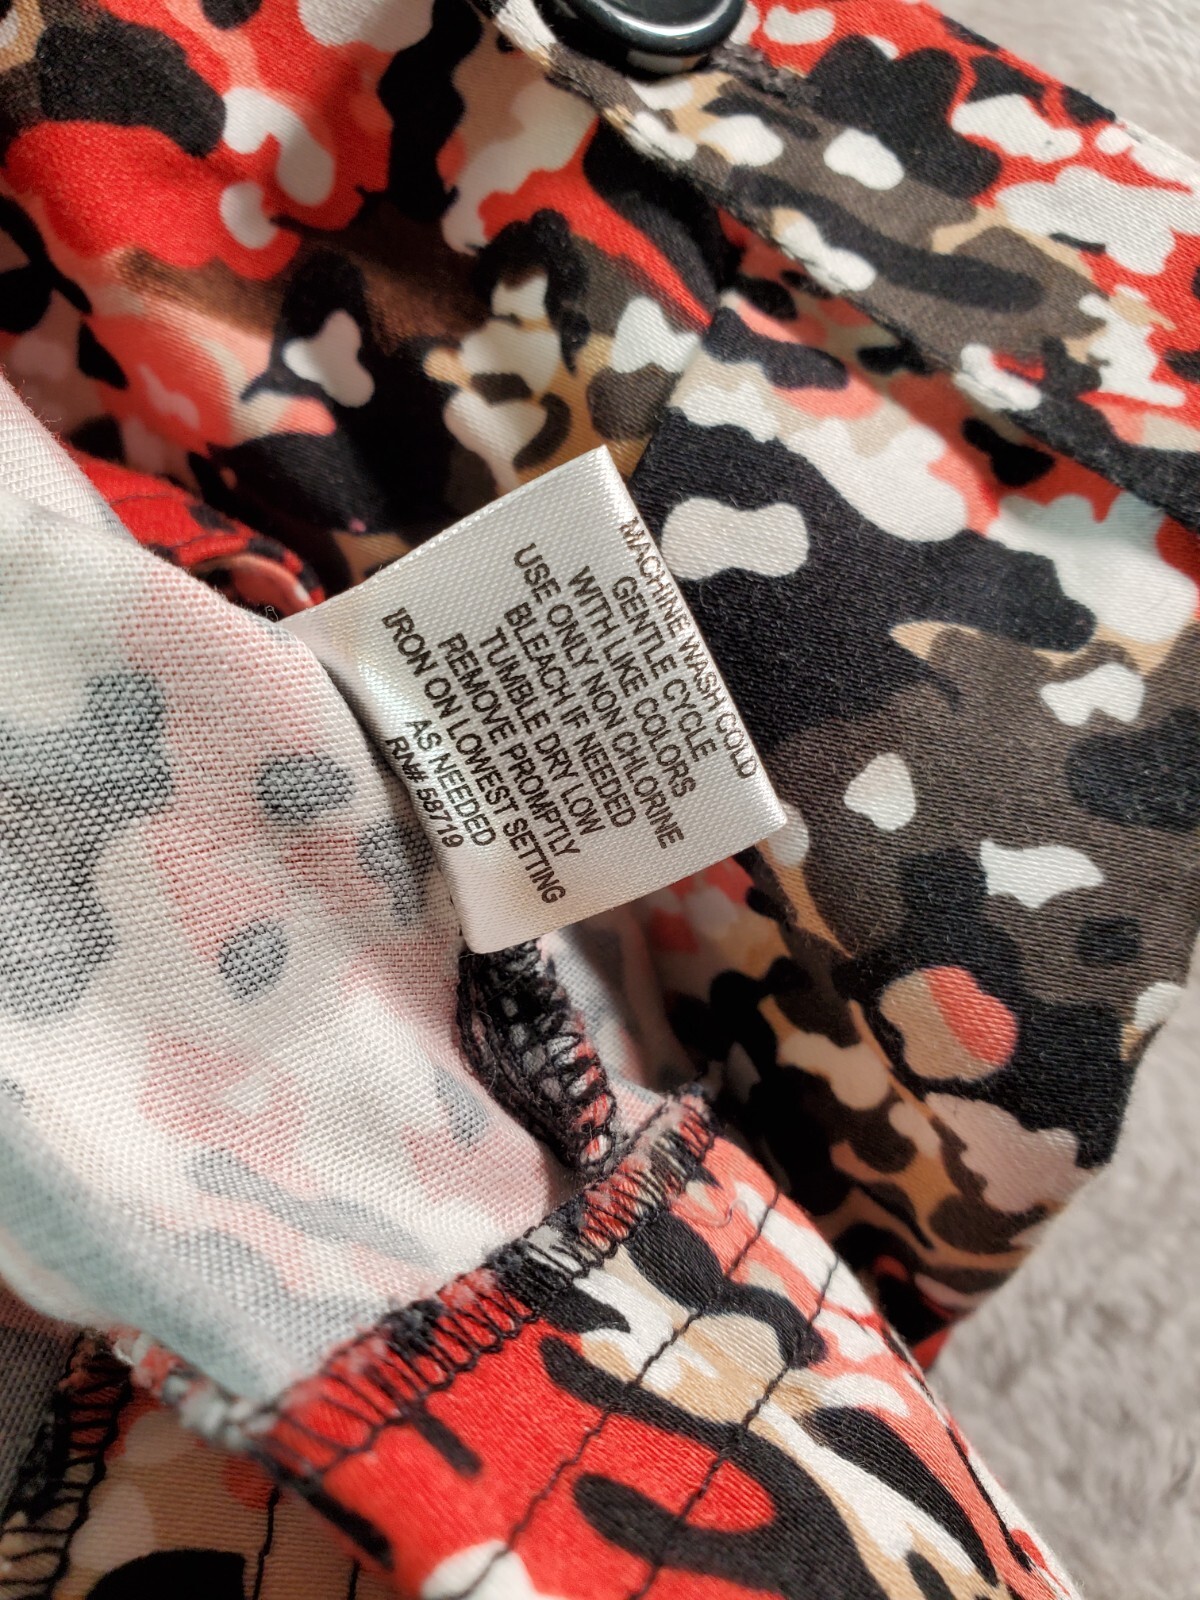 MACHINE WASH COLD
GENTLE CYCLE
WITH LIKE COLORS
USE ONLY NON CHLORINE
BLEACH IF NEEDED
TUMBLE DRY LOW
REMOVE PROMPTLY
IRON ON LOWEST SETTING
AS NEEDED
RN# 58719